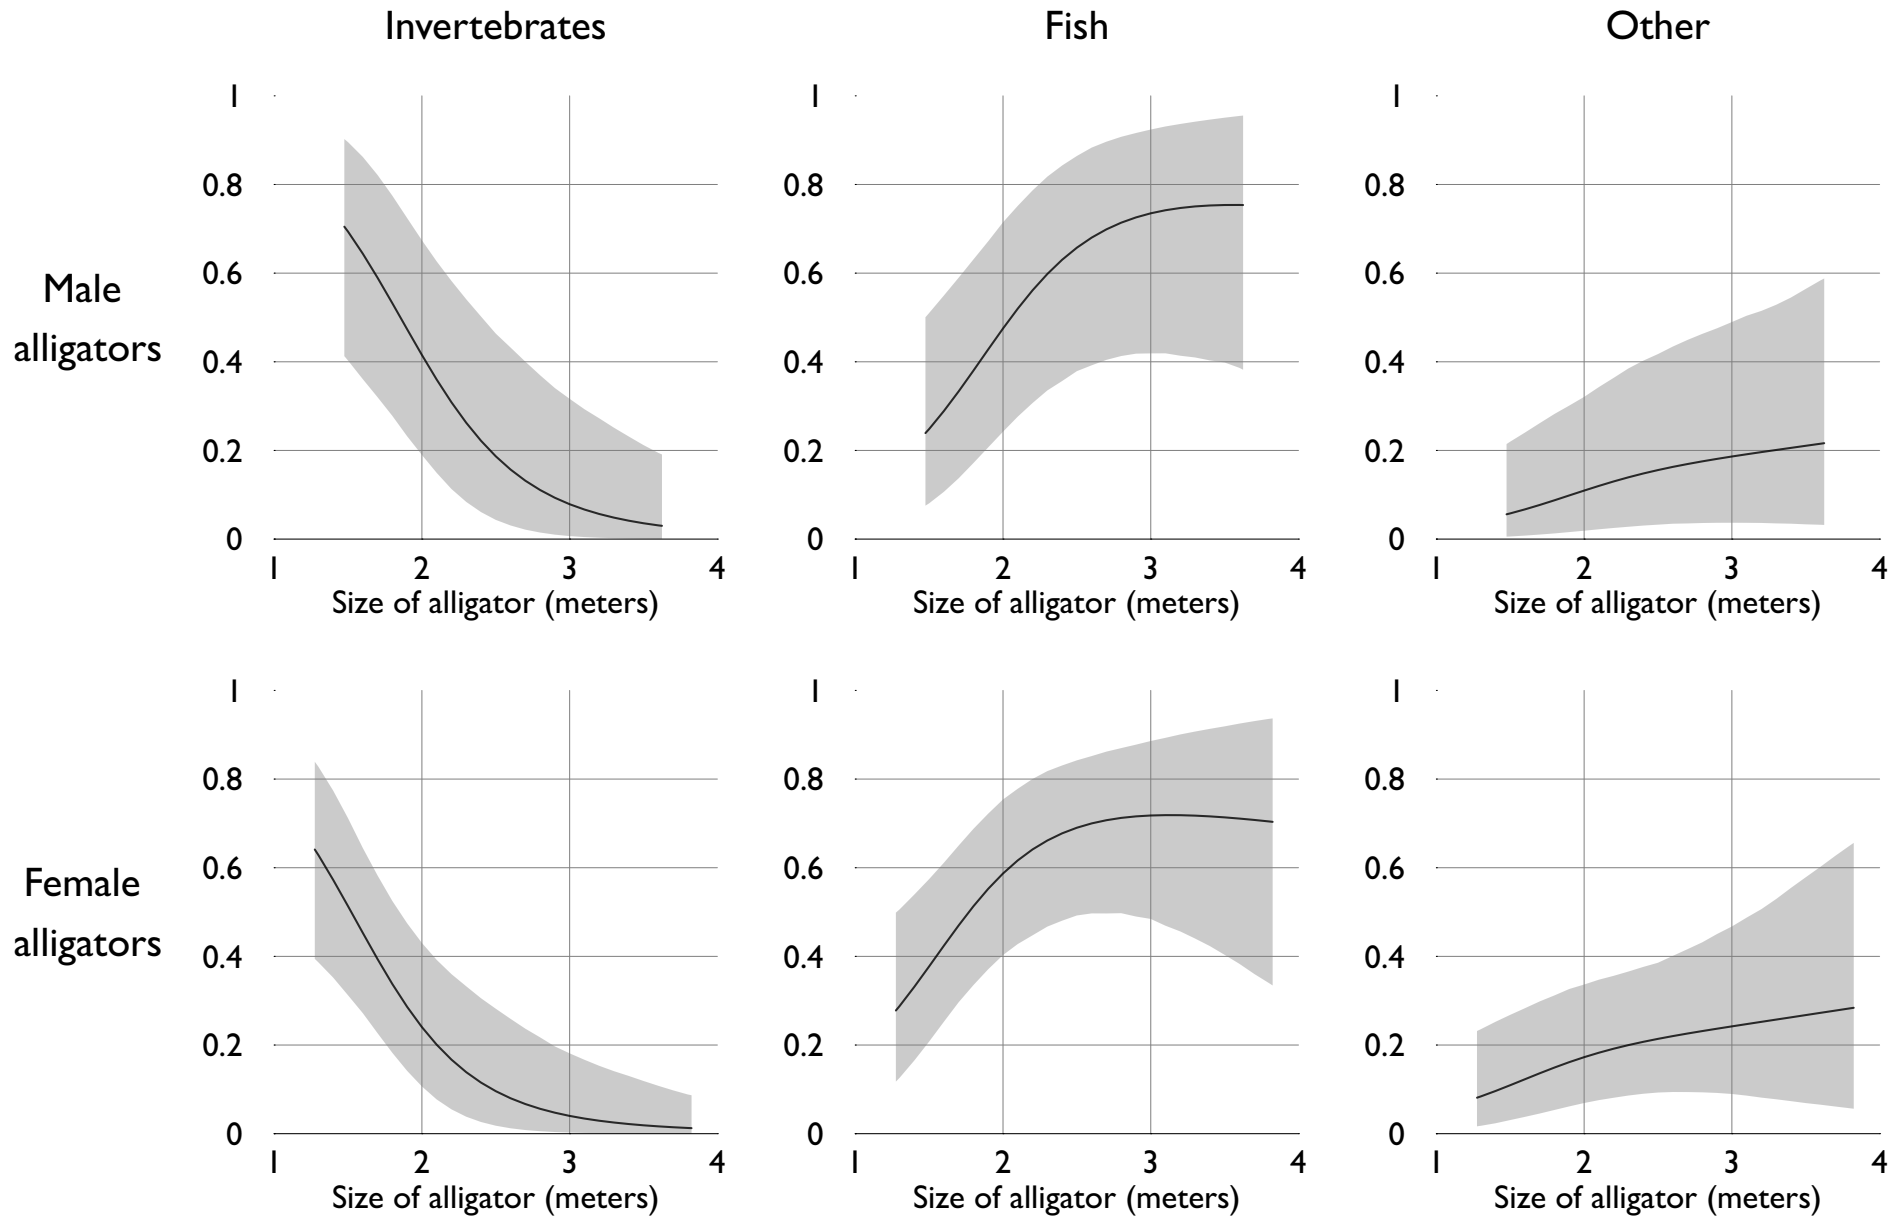 Invertebrates Fish Other
1 1 1
0.8 0.8 0.8
0.6 0.6 0.6
Male
alligators
0.4 0.4 0.4
0.2 0.2 0.2
0 0 0
1 2 3 4 1 2 3 4 1 2 3 4
Size of alligator (meters) Size of alligator (meters) Size of alligator (meters)
1 1 1
0.8 0.8 0.8
0.6 0.6 0.6
Female
alligators
0.4 0.4 0.4
0.2 0.2 0.2
0 0 0
1 2 3 4 1 2 3 4 1 2 3 4
Size of alligator (meters) Size of alligator (meters) Size of alligator (meters)